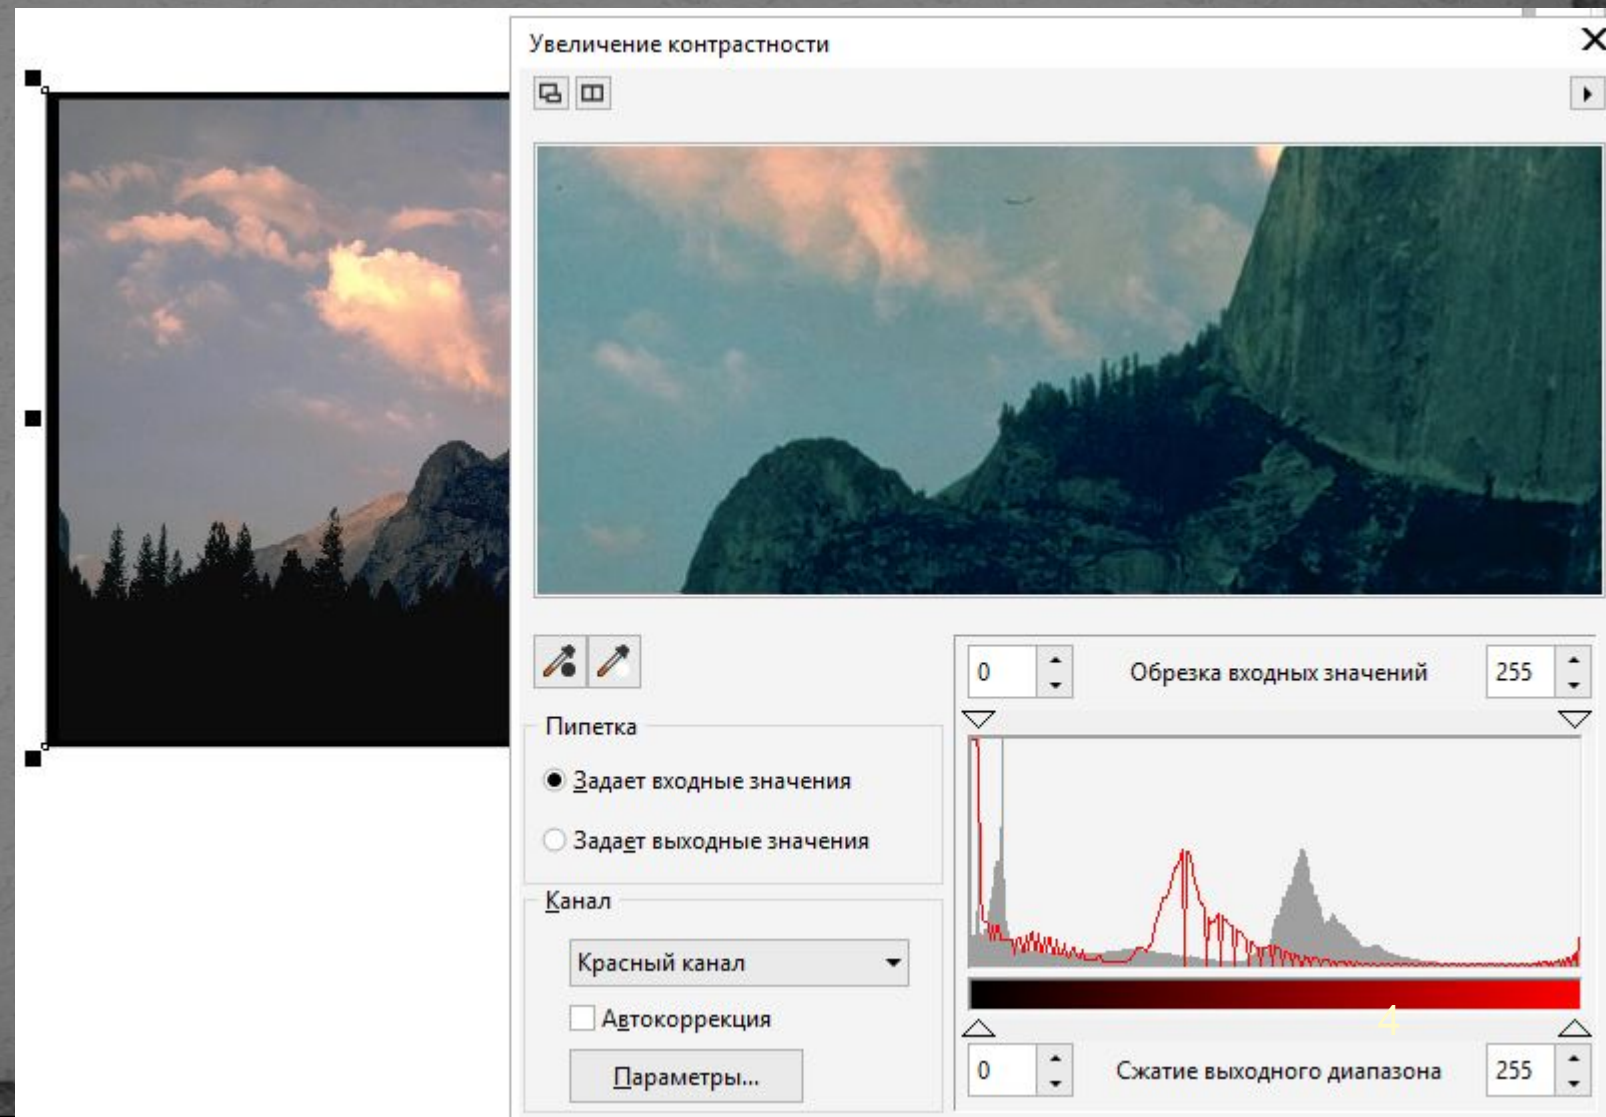 Увеличение контрастности
0 Обрезка входных значений 255
Пипетка
Задает входные значения
Задает выходные значения
Канал
Красный канал
Автокоррекция
Параметры...
4
0 Сжатие выходного диапазона 255